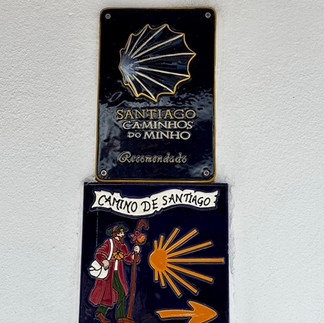 SANTIAGO
CAMINHOS
DO MINHO
Recomendado
CAMINO DE SANTIAGO